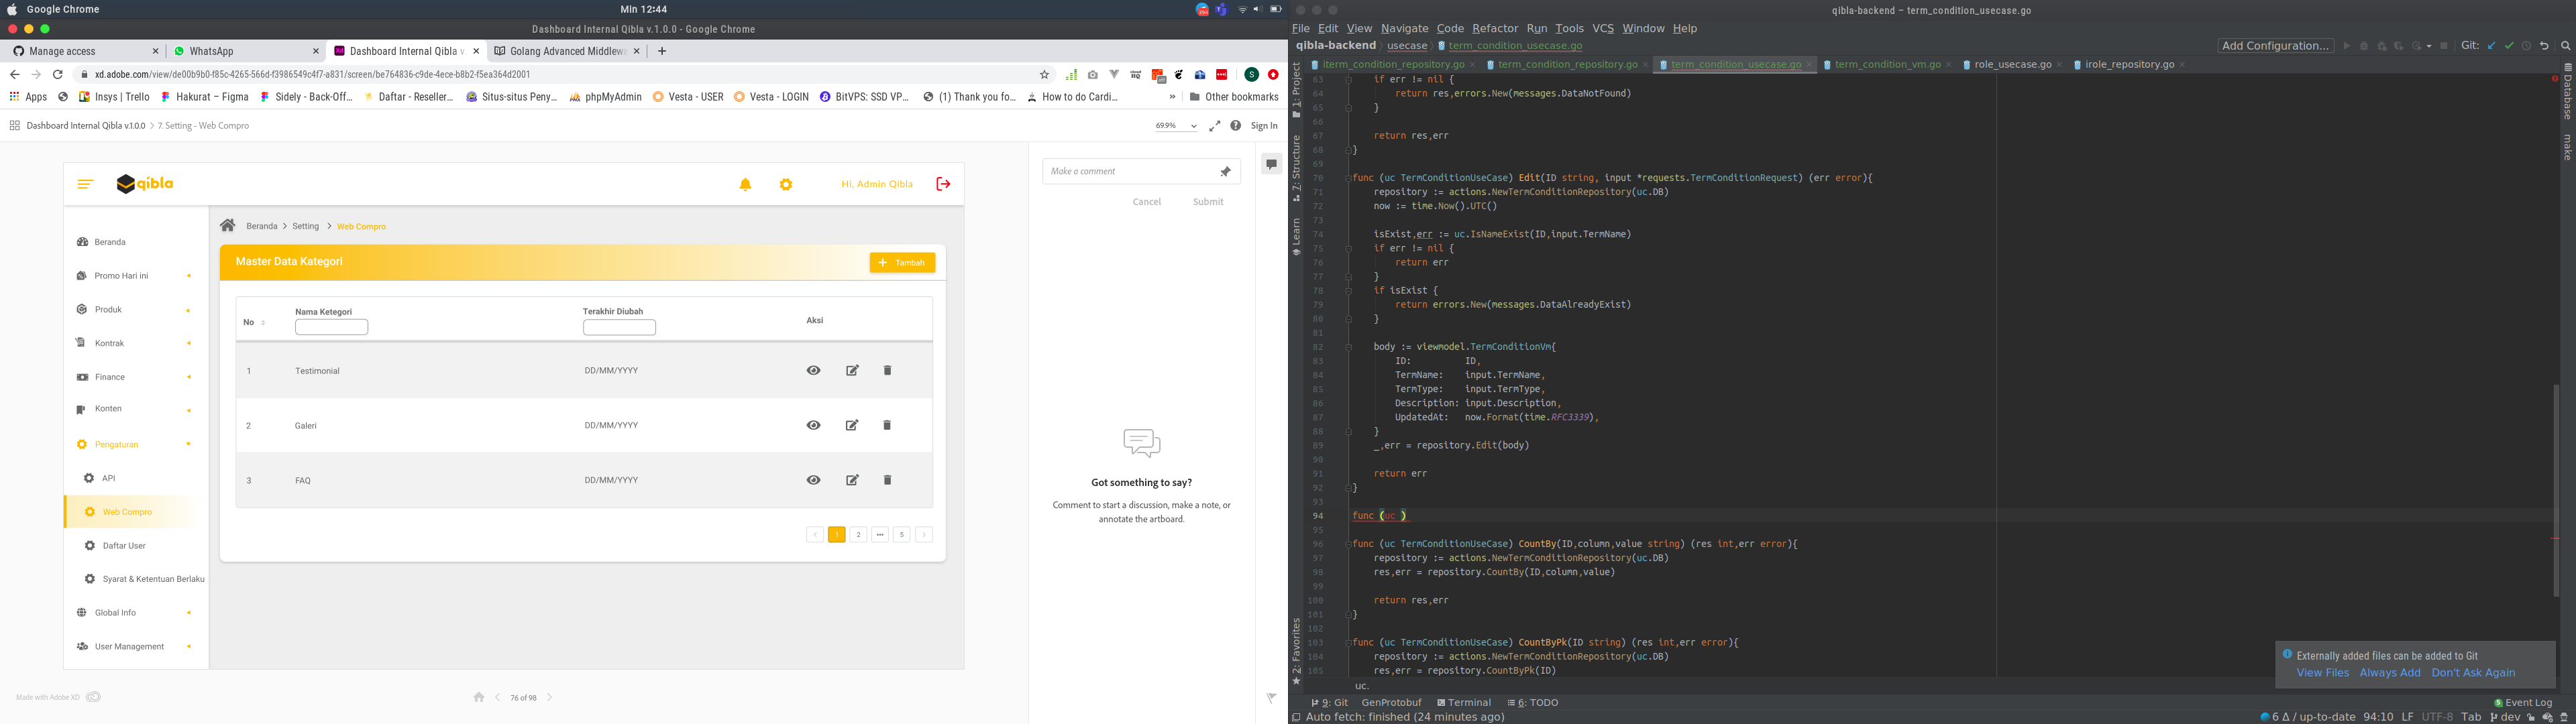 Google Chrome
Min 12:44
Dashboard Internal Qibla v.1.0.0 - Google Chrome
Manage access
WhatsApp
Dashboard Internal Qibla v.
Golang Advanced Middlew
xd.adobe.com/view/de00b9b0-f85c-4265-566d-f3986549c4f7-a831/screen/be764836-c9de-4ece-b8b2-f5ea364d2001
Apps
Insys | Trello
Hakurat – Figma
Sidely - Back-Off...
Daftar - Reseller...
Situs-situs Peny...
phpMyAdmin
Vesta - USER
Vesta - LOGIN
BitVPS: SSD VP...
(1) Thank you fo...
How to do Cardi...
»
Other bookmarks
Dashboard Internal Qibla v.1.0.0 > 7. Setting - Web Compro
69.9%
Sign In
qibla
Hi, Admin Qibla
Beranda
Promo Hari ini
Produk
Kontrak
Finance
Konten
Pengaturan
API
Web Compro
Daftar User
Syarat & Ketentuan Berlaku
Global Info
User Management
Beranda > Setting > Web Compro
Master Data Kategori
+ Tambah
No
Nama Ketegori
Terakhir Diubah
Aksi
1 Testimonial DD/MM/YYYY
2 Galeri DD/MM/YYYY
3 FAQ DD/MM/YYYY
< 1 2 ••• 5 >
Make a comment
Cancel Submit
Got something to say?
Comment to start a discussion, make a note, or
annotate the artboard.
Made with Adobe XD
76 of 98
qibla-backend – term_condition_usecase.go
File Edit View Navigate Code Refactor Run Tools VCS Window Help
qibla-backend usecase term_condition_usecase.go
Add Configuration...
Git:
iterm_condition_repository.go
term_condition_repository.go
term_condition_usecase.go
term_condition_vm.go
role_usecase.go
irole_repository.go
1: Project
7: Structure
Learn
2: Favorites
Database
make
63 if err != nil {
64 return res,errors.New(messages.DataNotFound)
65 }
66
67 return res,err
68 }
69
70 func (uc TermConditionUseCase) Edit(ID string, input *requests.TermConditionRequest) (err error){
71 repository := actions.NewTermConditionRepository(uc.DB)
72 now := time.Now().UTC()
73
74 isExist,err := uc.IsNameExist(ID,input.TermName)
75 if err != nil {
76 return err
77 }
78 if isExist {
79 return errors.New(messages.DataAlreadyExist)
80 }
81
82 body := viewmodel.TermConditionVm{
83 ID: ID,
84 TermName: input.TermName,
85 TermType: input.TermType,
86 Description: input.Description,
87 UpdatedAt: now.Format(time.RFC3339),
88 }
89 _,err = repository.Edit(body)
90
91 return err
92 }
93
94 func (uc )
95
96 func (uc TermConditionUseCase) CountBy(ID,column,value string) (res int,err error){
97 repository := actions.NewTermConditionRepository(uc.DB)
98 res,err = repository.CountBy(ID,column,value)
99
100 return res,err
101 }
102
103 func (uc TermConditionUseCase) CountByPk(ID string) (res int,err error){
104 repository := actions.NewTermConditionRepository(uc.DB)
105 res,err = repository.CountByPk(ID)
uc.
Externally added files can be added to Git
View Files Always Add Don't Ask Again
9: Git
GenProtobuf
Terminal
6: TODO
Event Log
Auto fetch: finished (24 minutes ago)
6 Δ / up-to-date 94:10 LF UTF-8 Tab dev